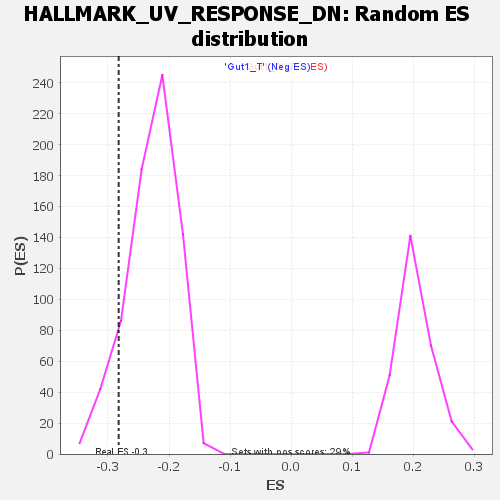 HALLMARK_UV_RESPONSE_DN: Random ES
distribution
'Gut1_T' (Neg ES)ES)
240
220
200
180
160
140
120
100
80
60
40
20
0
P(ES)
Real ES -0.3
Sets with pos scores: 29%
-0.3 -0.2 -0.1 0.0 0.1 0.2 0.3
ES